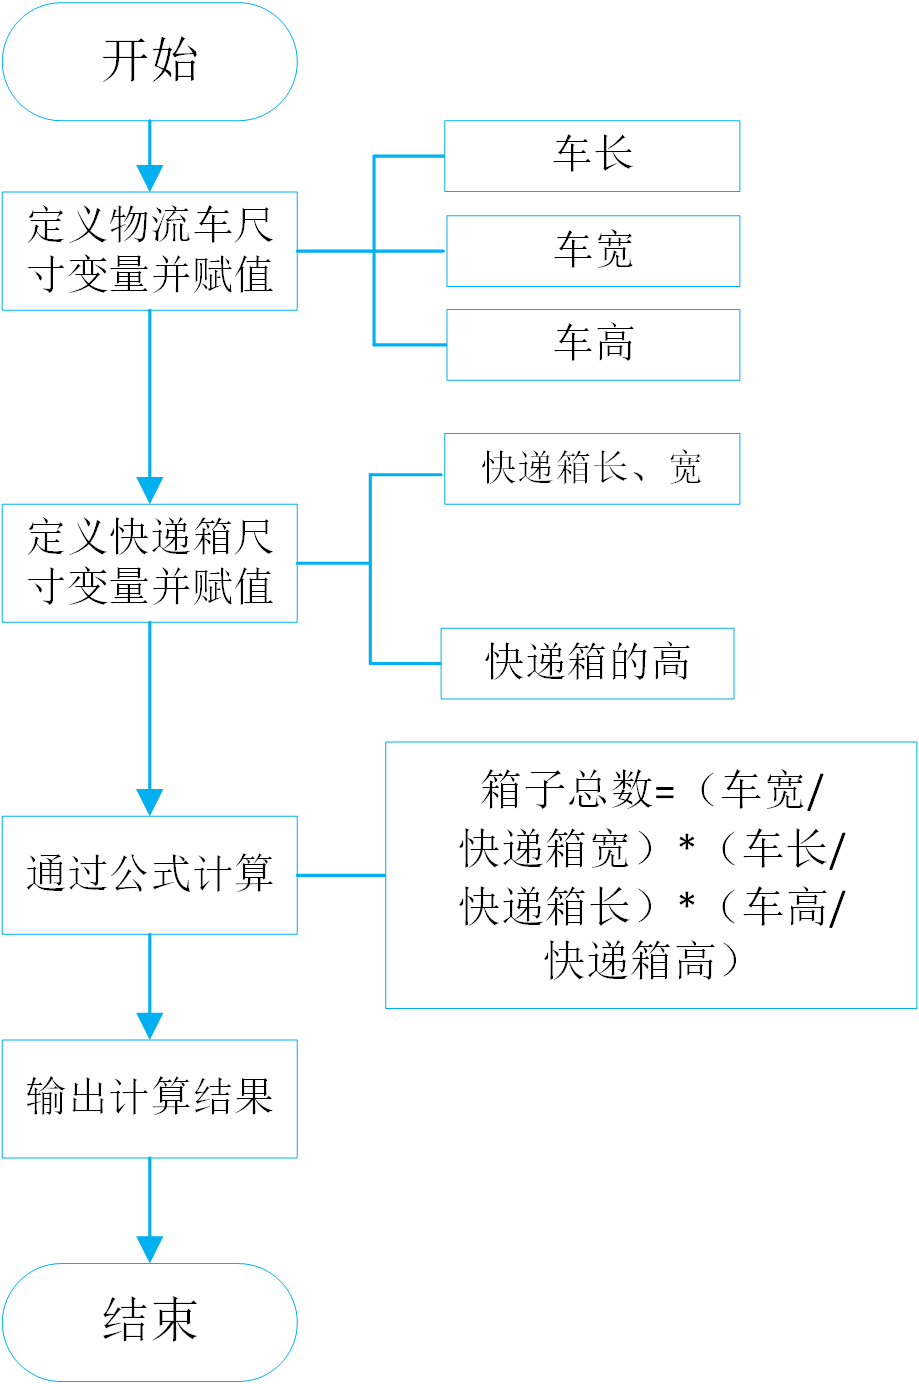 开始
定义物流车尺
寸变量并赋值
车长
车宽
车高
定义快递箱尺
寸变量并赋值
快递箱长、宽
快递箱的高
通过公式计算
箱子总数=（车宽/
快递箱宽）*（车长/
快递箱长）*（车高/
快递箱高）
输出计算结果
结束